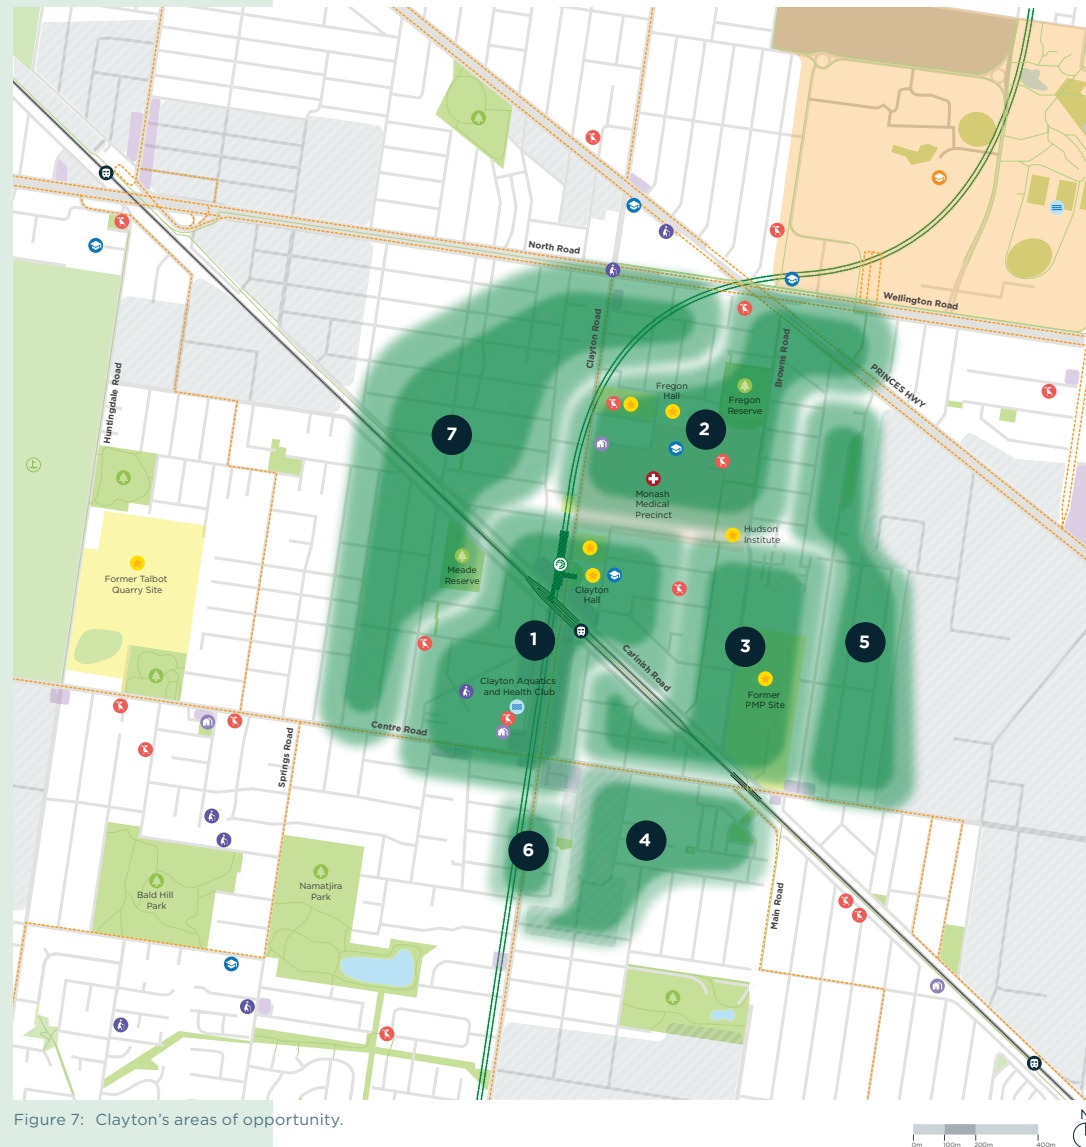 North Road
Wellington Road
Clayton Road
Browns Road
PRINCES HWY
Huntingdale Road
Fregon
Hall
Fregon
Reserve
2
7
Monash
Medical
Precinct
Hudson
Institute
Former Talbot
Quarry Site
Meade
Reserve
Clayton
Hall
1
3
5
Carinish Road
Clayton Aquatics
and Health Club
Former
PMP Site
Centre Road
Springs Road
6
4
Bald Hill
Park
Namatjira
Park
Main Road
Figure 7: Clayton's areas of opportunity.
N
0m 100m 200m 400m